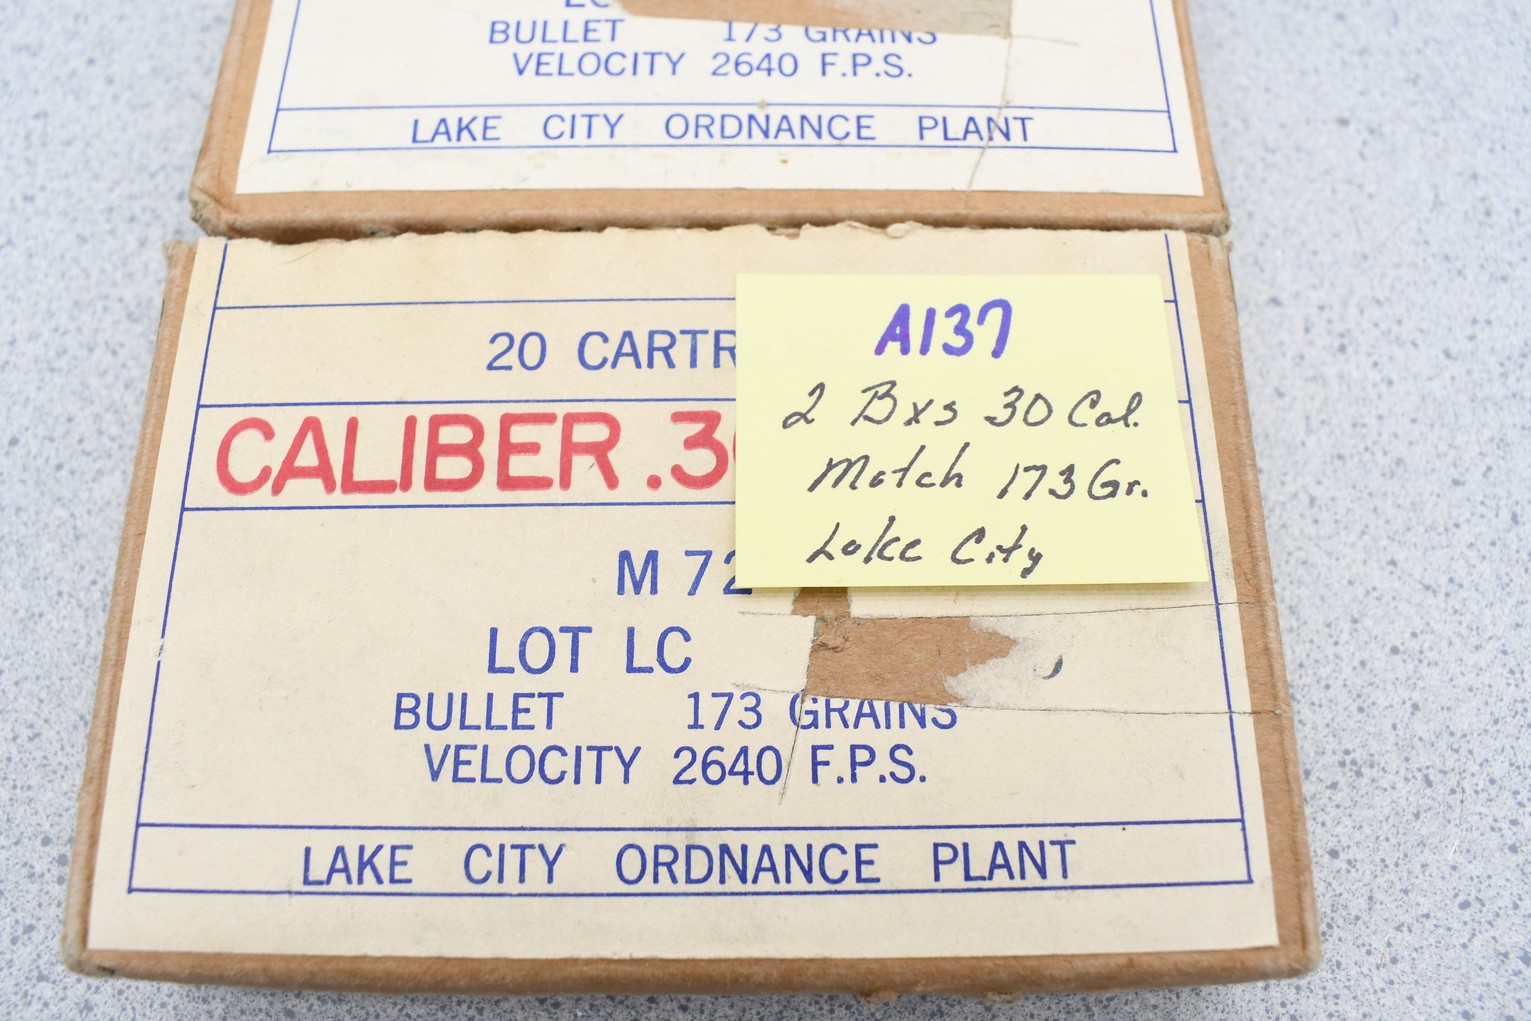 BULLET 173 GRAINS
VELOCITY 2640 F.P.S.
LAKE CITY ORDNANCE PLANT
20 CARTR
CALIBER .30
M 72
LOT LC
BULLET 173 GRAINS
VELOCITY 2640 F.P.S.
LAKE CITY ORDNANCE PLANT
A137
2 Bxs 30 Cal.
Match 173 Gr.
Lake City